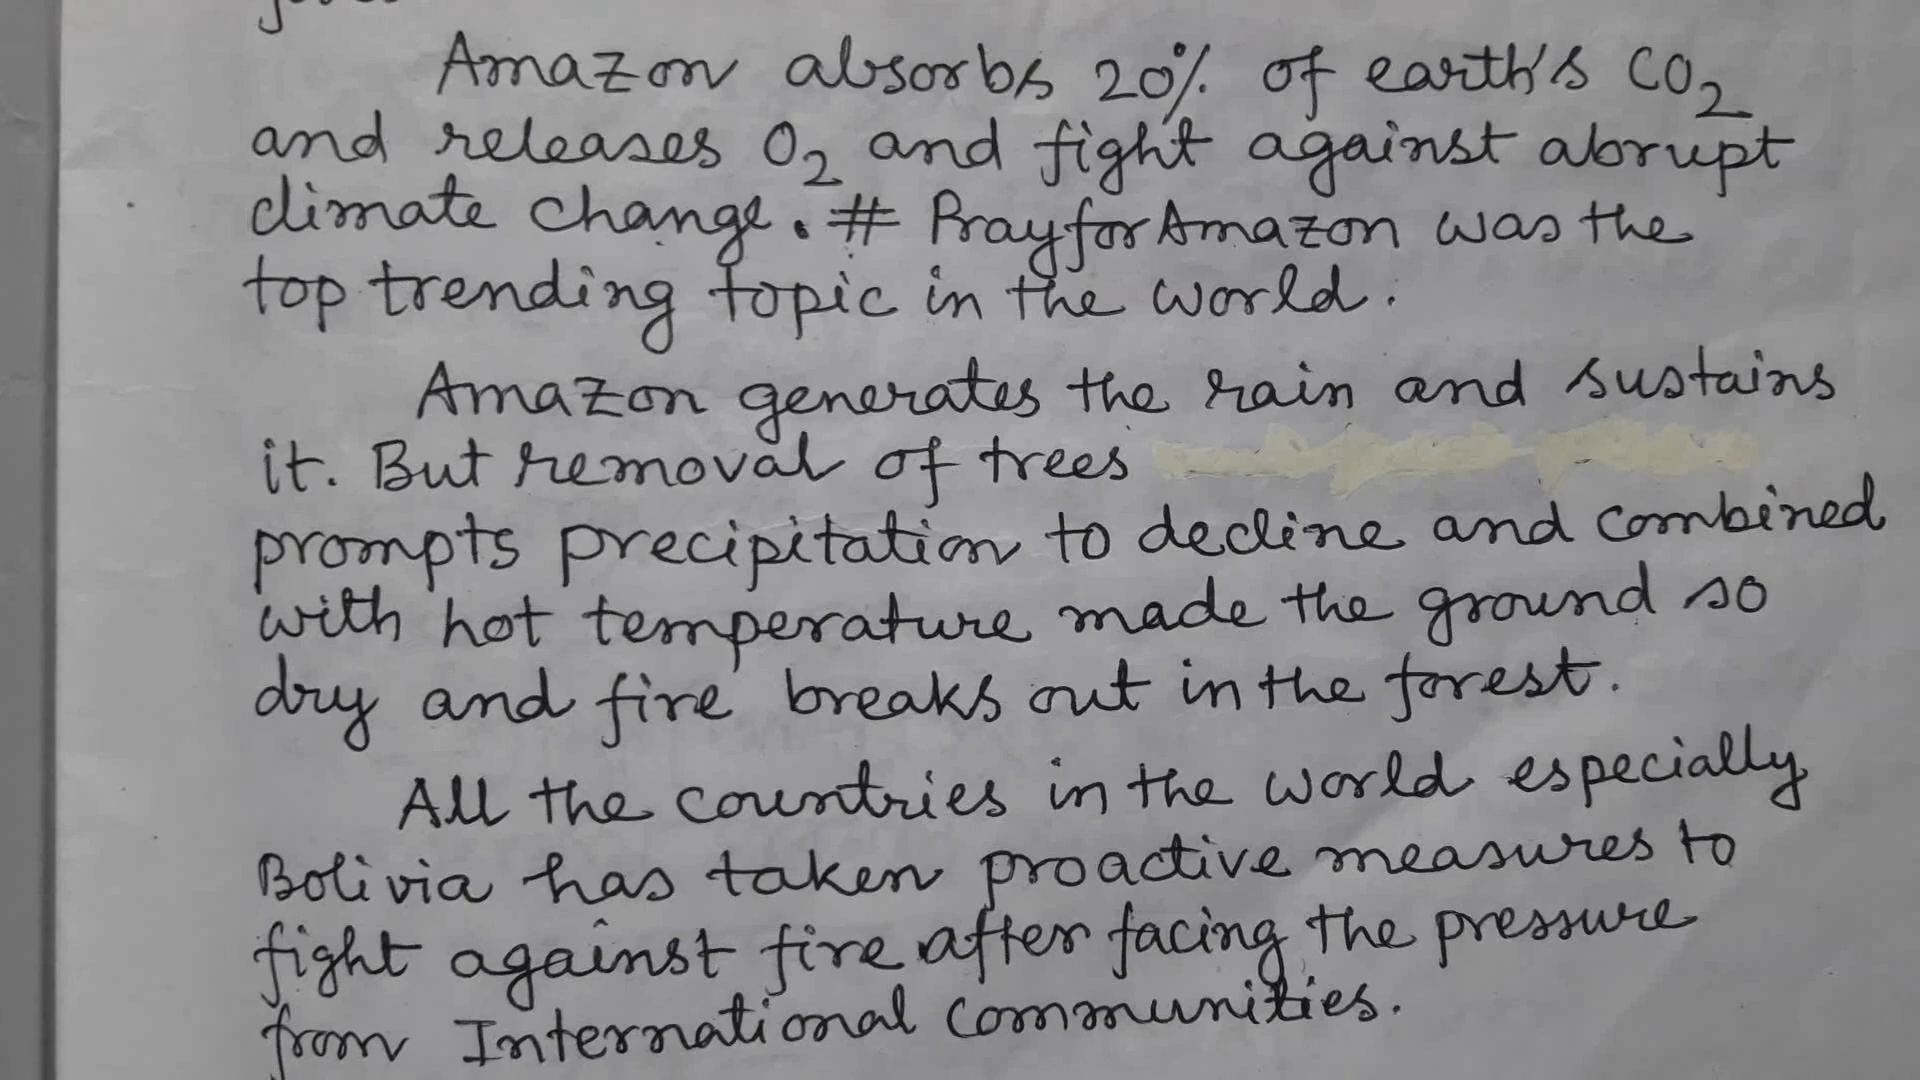 Amazon absorbs 20% of earth's CO₂
and releases O₂ and fight against abrupt
climate change. # PrayforAmazon was the
top trending topic in the world.
Amazon generates the rain and sustains
it. But removal of trees
prompts precipitation to decline and combined
with hot temperature made the ground so
dry and fire breaks out in the forest.
All the countries in the world especially
Bolivia has taken proactive measures to
fight against fire after facing the pressure
from International communities.